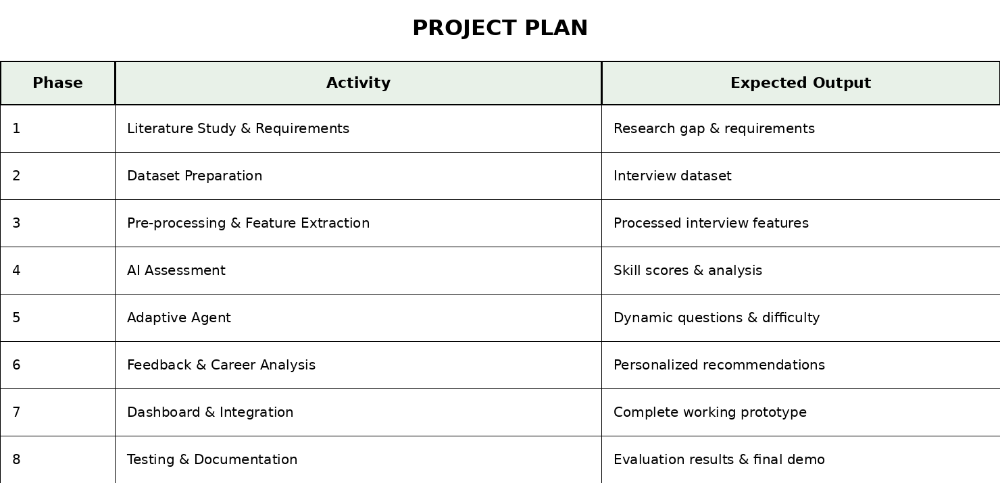 PROJECT PLAN
Phase Activity Expected Output
1 Literature Study & Requirements Research gap & requirements
2 Dataset Preparation Interview dataset
3 Pre-processing & Feature Extraction Processed interview features
4 AI Assessment Skill scores & analysis
5 Adaptive Agent Dynamic questions & difficulty
6 Feedback & Career Analysis Personalized recommendations
7 Dashboard & Integration Complete working prototype
8 Testing & Documentation Evaluation results & final demo